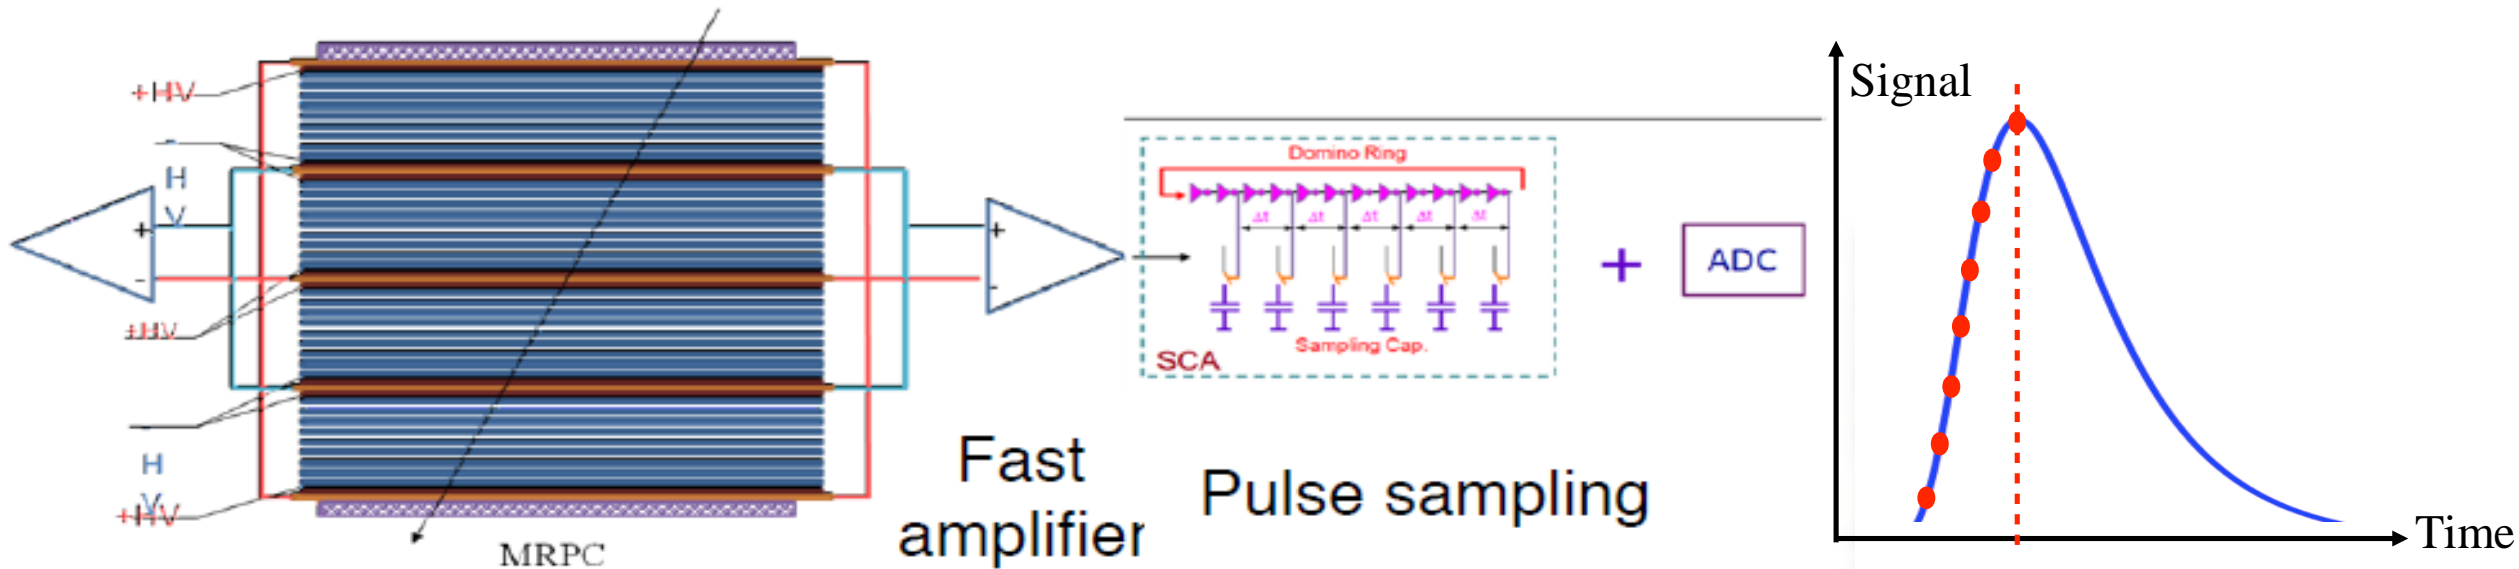 +HV
-
H
V
+
-
+HV
-
H
V
+HV
MRPC
+
-
Fast
amplifier
Domino Ring
Δt Δt Δt Δt Δt
Sampling Cap.
SCA
Pulse sampling
+
ADC
Signal
Time